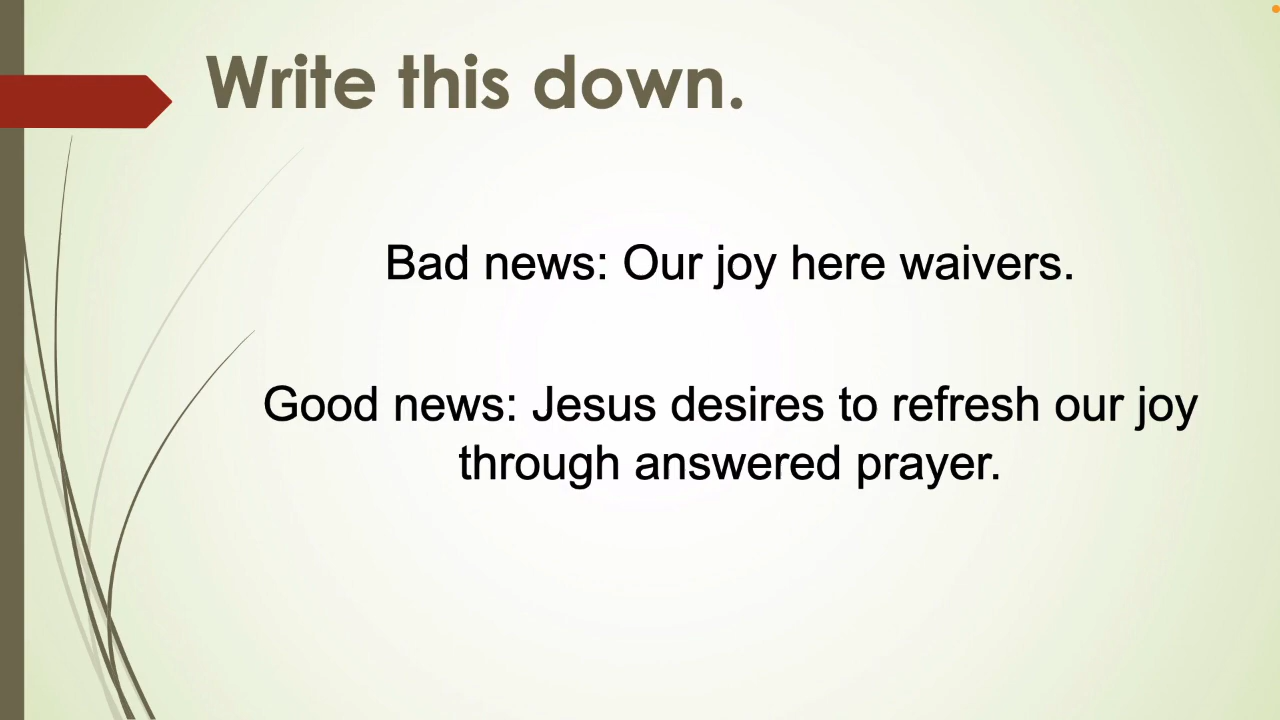 Write this down.
Bad news: Our joy here waivers.
Good news: Jesus desires to refresh our joy
through answered prayer.